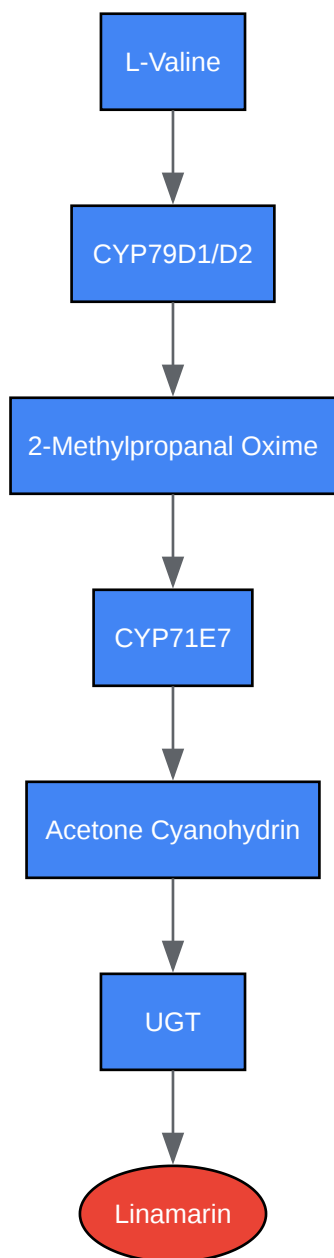 L-Valine
CYP79D1/D2
2-Methylpropanal Oxime
CYP71E7
Acetone Cyanohydrin
UGT
Linamarin